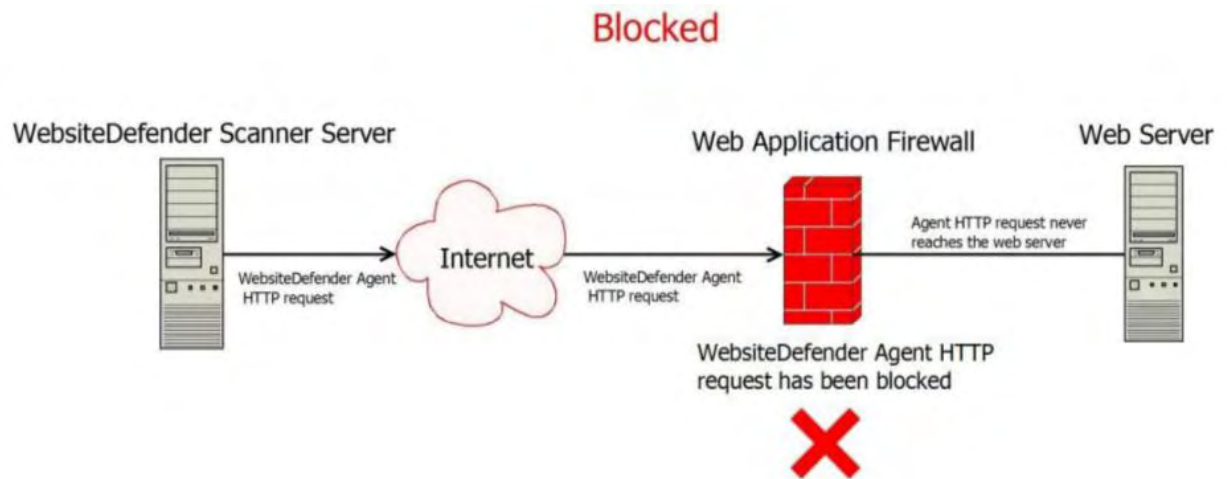 Blocked
WebsiteDefender Scanner Server
Web Application Firewall
Web Server
Internet
WebsiteDefender Agent
HTTP request
WebsiteDefender Agent
HTTP request
Agent HTTP request never
reaches the web server
WebsiteDefender Agent HTTP
request has been blocked